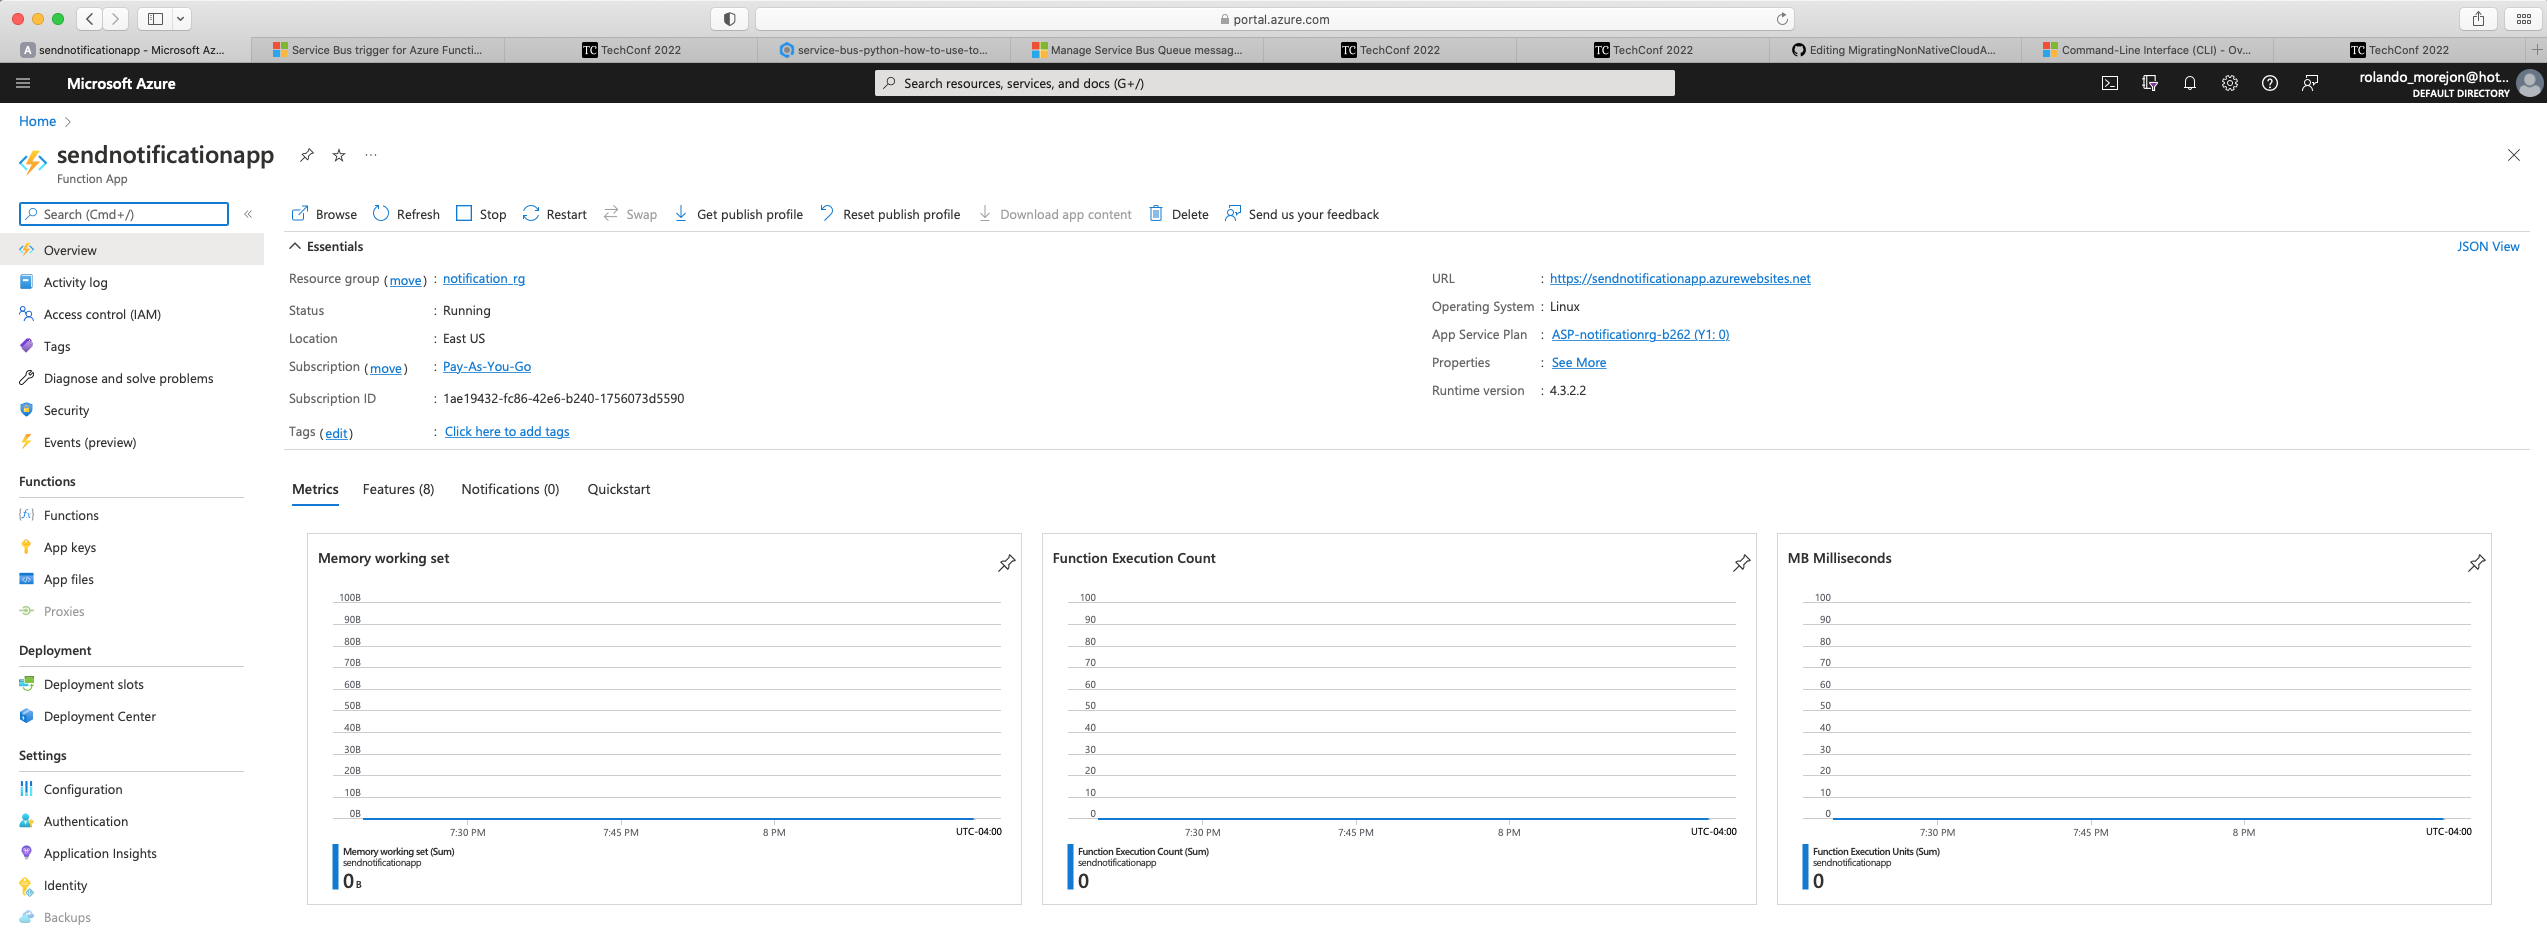 portal.azure.com
A sendnotificationapp - Microsoft Az...
Service Bus trigger for Azure Functi...
TC TechConf 2022
service-bus-python-how-to-use-to...
Manage Service Bus Queue messag...
TC TechConf 2022
TC TechConf 2022
Editing MigratingNonNativeCloudA...
Command-Line Interface (CLI) - Ov...
TC TechConf 2022
Microsoft Azure
Search resources, services, and docs (G+/)
rolando_morejon@hot...
DEFAULT DIRECTORY
Home
sendnotificationapp
Function App
Search (Cmd+/)
Overview
Activity log
Access control (IAM)
Tags
Diagnose and solve problems
Security
Events (preview)
Functions
Functions
App keys
App files
Proxies
Deployment
Deployment slots
Deployment Center
Settings
Configuration
Authentication
Application Insights
Identity
Backups
Browse Refresh Stop Restart Swap Get publish profile Reset publish profile Download app content Delete Send us your feedback
Essentials
JSON View
Resource group (move) : notification_rg
Status : Running
Location : East US
Subscription (move) : Pay-As-You-Go
Subscription ID : 1ae19432-fc86-42e6-b240-1756073d5590
Tags (edit) : Click here to add tags
URL : https://sendnotificationapp.azurewebsites.net
Operating System : Linux
App Service Plan : ASP-notificationrg-b262 (Y1: 0)
Properties : See More
Runtime version : 4.3.2.2
Metrics Features (8) Notifications (0) Quickstart
Memory working set
100B
90B
80B
70B
60B
50B
40B
30B
20B
10B
0B
7:30 PM 7:45 PM 8 PM UTC-04:00
Memory working set (Sum)
sendnotificationapp
0 B
Function Execution Count
100
90
80
70
60
50
40
30
20
10
0
7:30 PM 7:45 PM 8 PM UTC-04:00
Function Execution Count (Sum)
sendnotificationapp
0
MB Milliseconds
100
90
80
70
60
50
40
30
20
10
0
7:30 PM 7:45 PM 8 PM UTC-04:00
Function Execution Units (Sum)
sendnotificationapp
0